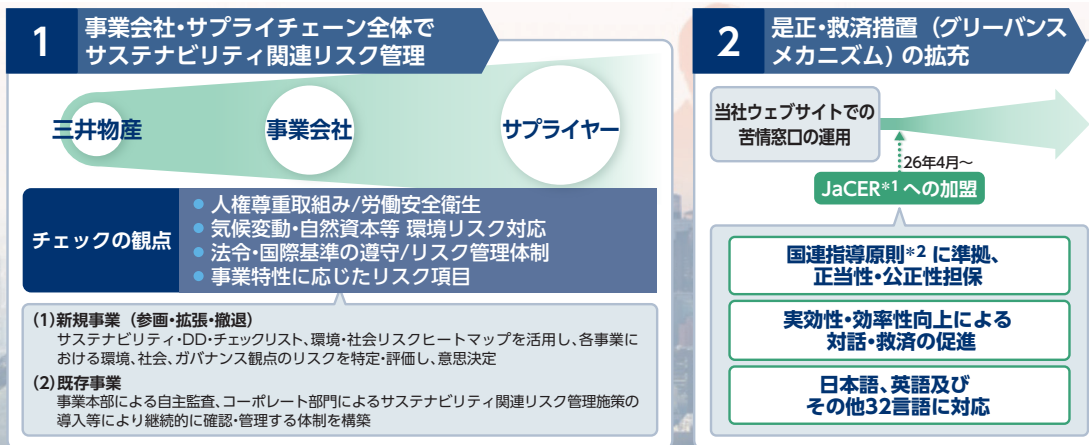 1
事業会社・サプライチェーン全体で
サステナビリティ関連リスク管理
三井物産
事業会社
サプライヤー
チェックの観点
● 人権尊重取組み/労働安全衛生
● 気候変動・自然資本等 環境リスク対応
● 法令・国際基準の遵守/リスク管理体制
● 事業特性に応じたリスク項目
(1)新規事業（参画・拡張・撤退）
サステナビリティ・DD・チェックリスト、環境・社会リスクヒートマップを活用し、各事業に
おける環境、社会、ガバナンス観点のリスクを特定・評価し、意思決定
(2)既存事業
事業本部による自主監査、コーポレート部門によるサステナビリティ関連リスク管理施策の
導入等により継続的に確認・管理する体制を構築
2
是正・救済措置（グリーバンス
メカニズム）の拡充
当社ウェブサイトでの
苦情窓口の運用
26年4月～
JaCER*1 への加盟
国連指導原則*2 に準拠、
正当性・公正性担保
実効性・効率性向上による
対話・救済の促進
日本語、英語及び
その他32言語に対応